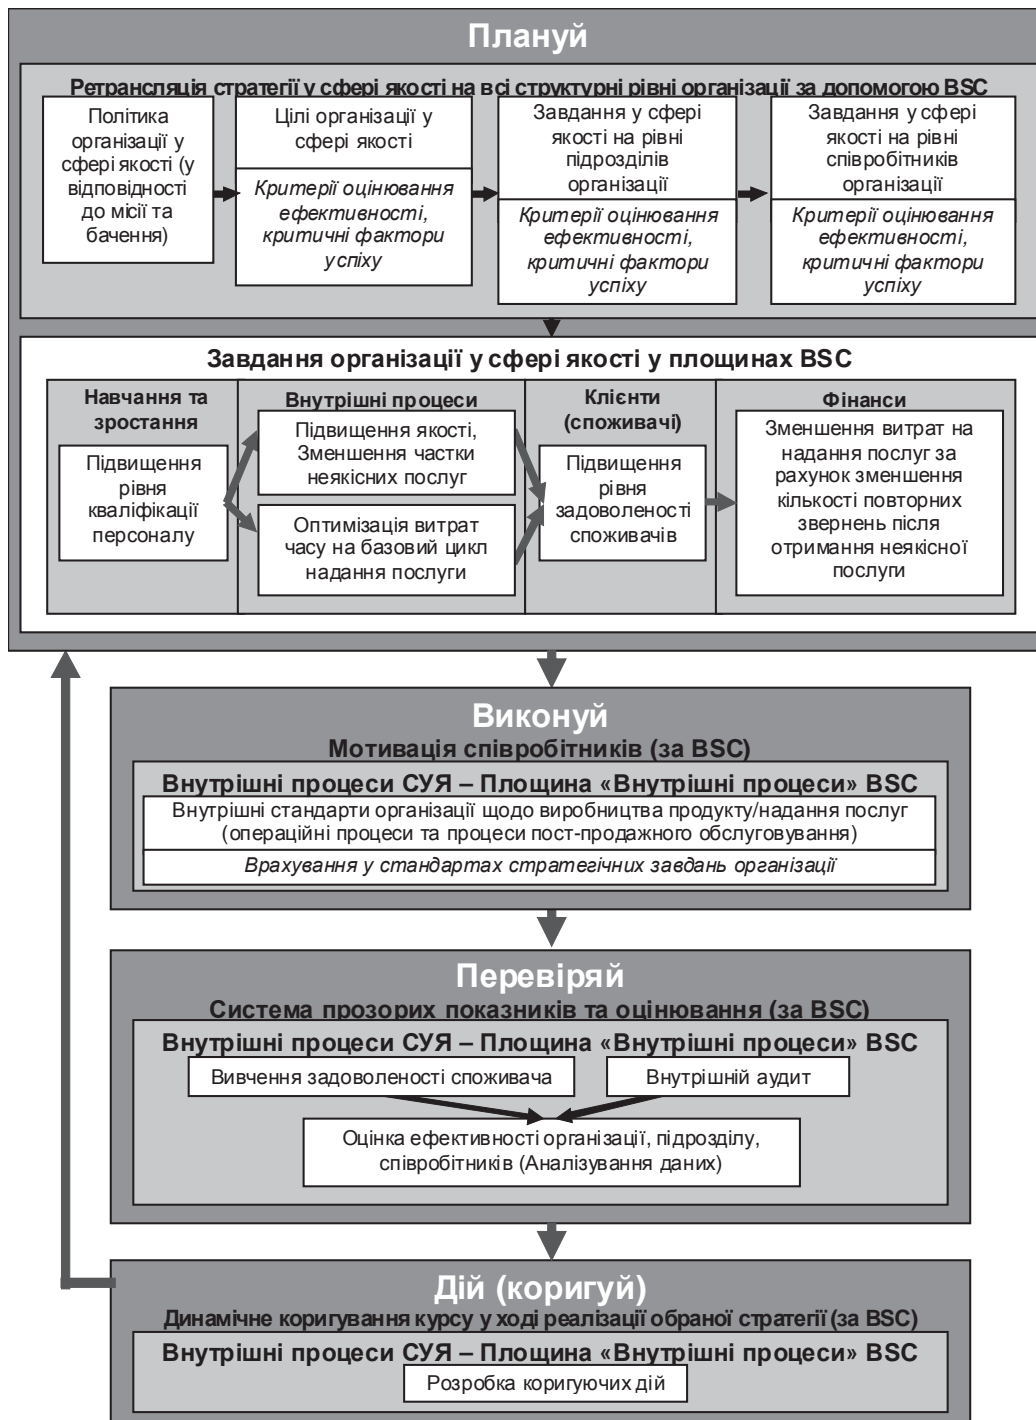 Плануй
Ретрансляція стратегії у сфері якості на всі структурні рівні організації за допомогою BSC
Політика
організації у
сфері якості (у
відповідності
до місії та
бачення)
Цілі організації у
сфері якості
Критерії оцінювання
ефективності,
критичні фактори
успіху
Завдання у сфері
якості на рівні
підрозділів
організації
Критерії оцінювання
ефективності,
критичні фактори
успіху
Завдання у сфері
якості на рівні
співробітників
організації
Критерії оцінювання
ефективності,
критичні фактори
успіху
Завдання організації у сфері якості у площинах BSC
Навчання та
зростання
Підвищення
рівня
кваліфікації
персоналу
Внутрішні процеси
Підвищення якості,
Зменшення частки
неякісних послуг
Оптимізація витрат
часу на базовий цикл
надання послуги
Клієнти
(споживачі)
Підвищення
рівня
задоволеності
споживачів
Фінанси
Зменшення витрат на
надання послуг за
рахунок зменшення
кількості повторних
звернень після
отримання неякісної
послуги
Виконуй
Мотивація співробітників (за BSC)
Внутрішні процеси СУЯ – Площина «Внутрішні процеси» BSC
Внутрішні стандарти організації щодо виробництва продукту/надання послуг
(операційні процеси та процеси пост-продажного обслуговування)
Врахування у стандартах стратегічних завдань організації
Перевіряй
Система прозорих показників та оцінювання (за BSC)
Внутрішні процеси СУЯ – Площина «Внутрішні процеси» BSC
Вивчення задоволеності споживача
Внутрішній аудит
Оцінка ефективності організації, підрозділу,
співробітників (Аналізування даних)
Дій (коригуй)
Динамічне коригування курсу у ході реалізації обраної стратегії (за BSC)
Внутрішні процеси СУЯ – Площина «Внутрішні процеси» BSC
Розробка коригуючих дій